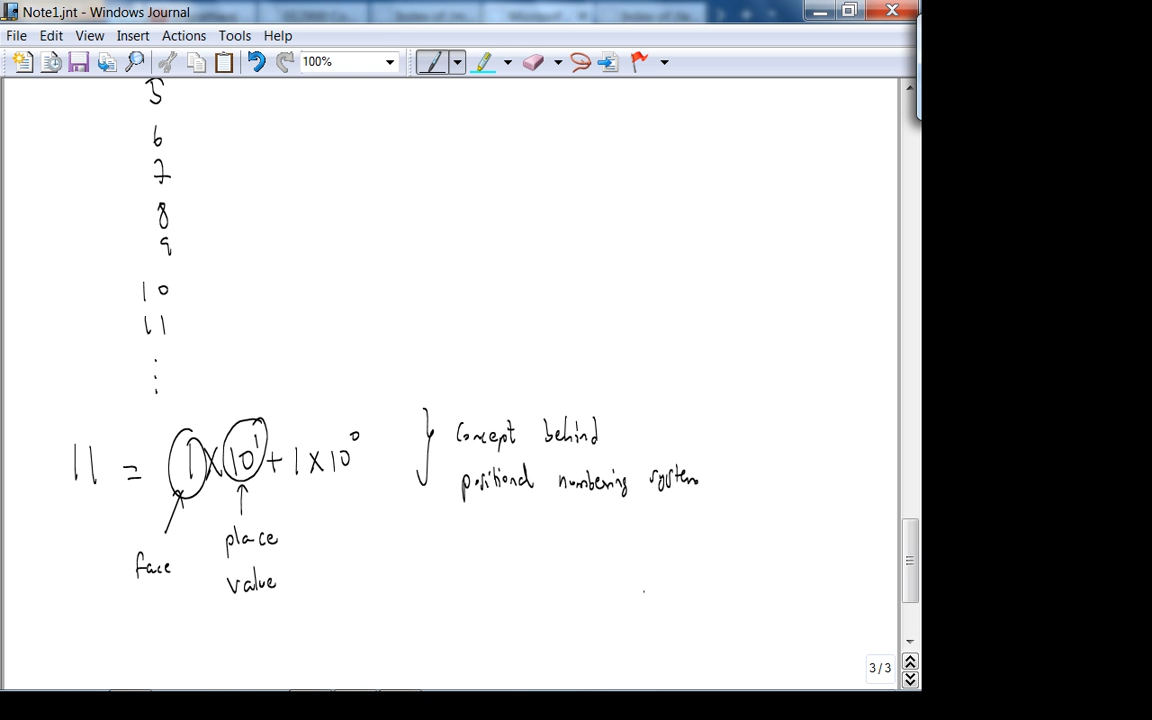 Note1.jnt - Windows Journal
File Edit View Insert Actions Tools Help
100%
5
6
7
8
9
10
11
⋮
11 = 1 × 10¹ + 1 × 10⁰ } concept behind
positional numbering system
face
place
value
3 / 3